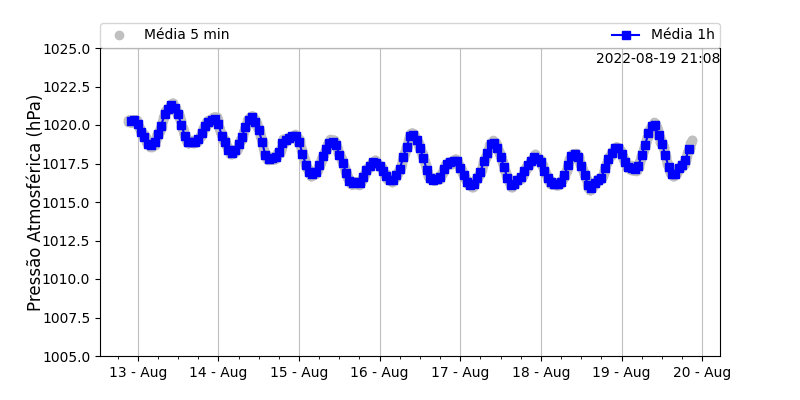 Média 5 min
Média 1h
2022-08-19 21:08
Pressão Atmosférica (hPa)
1025.0
1022.5
1020.0
1017.5
1015.0
1012.5
1010.0
1007.5
1005.0
13 - Aug
14 - Aug
15 - Aug
16 - Aug
17 - Aug
18 - Aug
19 - Aug
20 - Aug